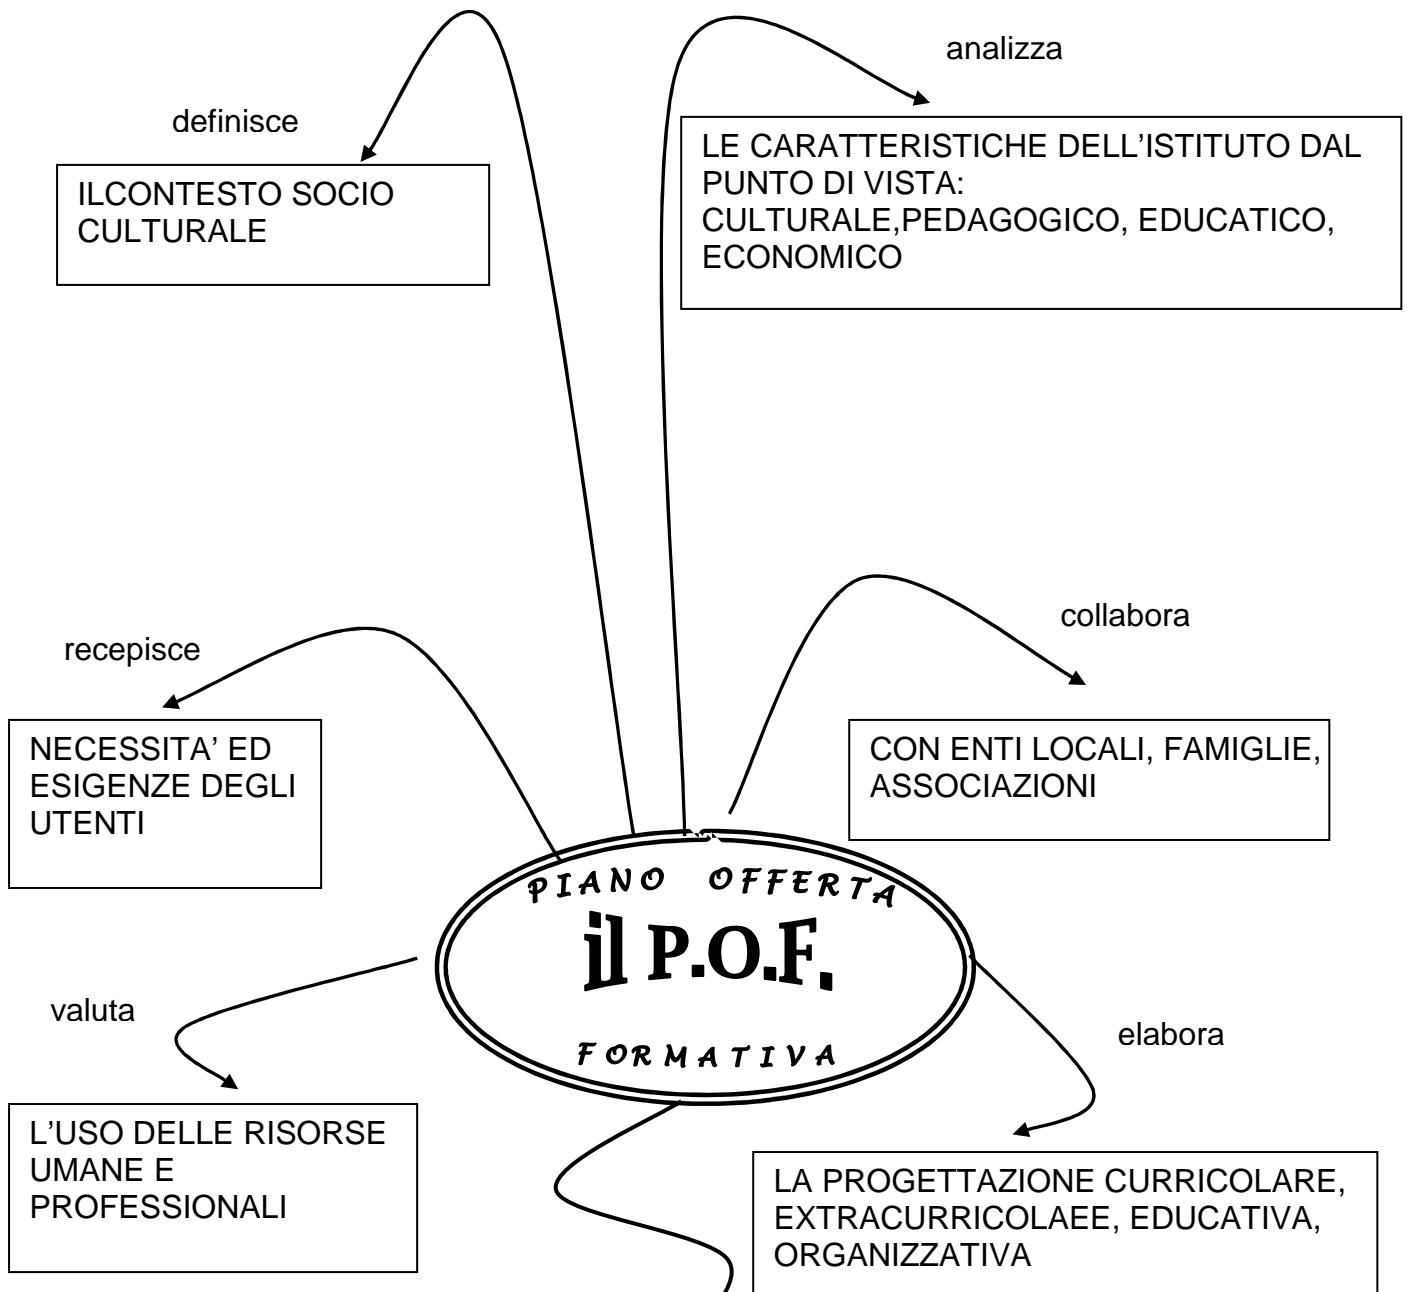 analizza
definisce
LE CARATTERISTICHE DELL’ISTITUTO DAL
PUNTO DI VISTA:
CULTURALE,PEDAGOGICO, EDUCATICO,
ECONOMICO
ILCONTESTO SOCIO
CULTURALE
collabora
recepisce
NECESSITA’ ED
ESIGENZE DEGLI
UTENTI
CON ENTI LOCALI, FAMIGLIE,
ASSOCIAZIONI
PIANO OFFERTA
il P.O.F.
FORMATIVA
valuta
elabora
L’USO DELLE RISORSE
UMANE E
PROFESSIONALI
LA PROGETTAZIONE CURRICOLARE,
EXTRACURRICOLAEE, EDUCATIVA,
ORGANIZZATIVA